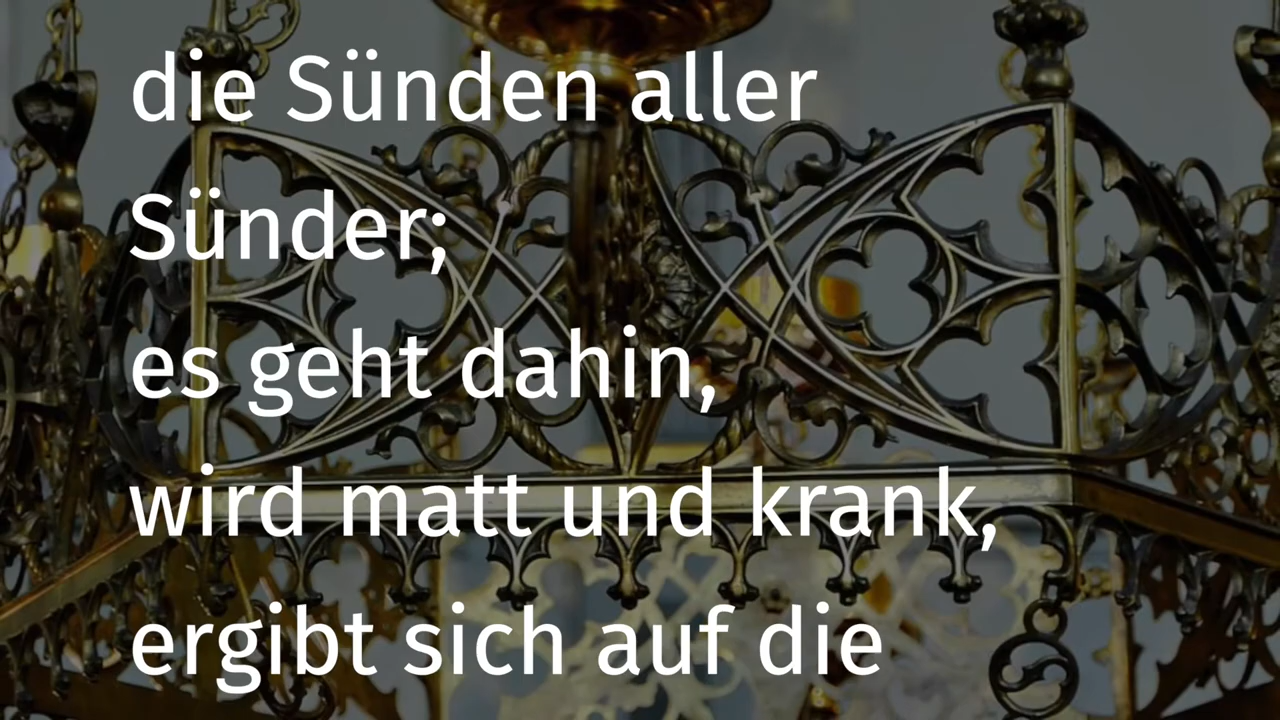 die Sünden aller
Sünder;
es geht dahin,
wird matt und krank,
ergibt sich auf die